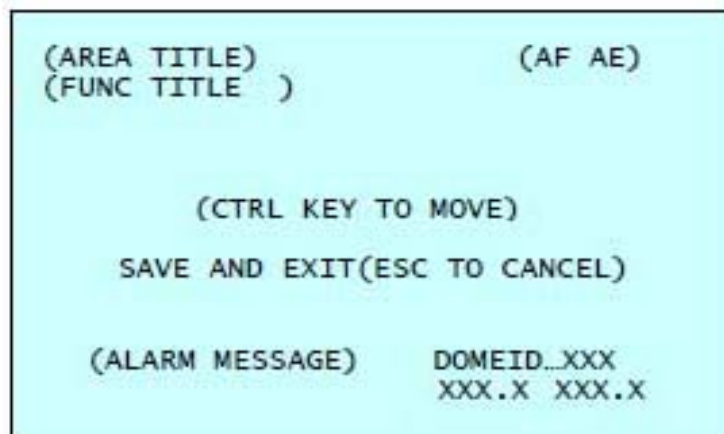 (AREA TITLE) (AF AE)
(FUNC TITLE )
(CTRL KEY TO MOVE)
SAVE AND EXIT(ESC TO CANCEL)
(ALARM MESSAGE) DOMEID…XXX
XXX.X XXX.X